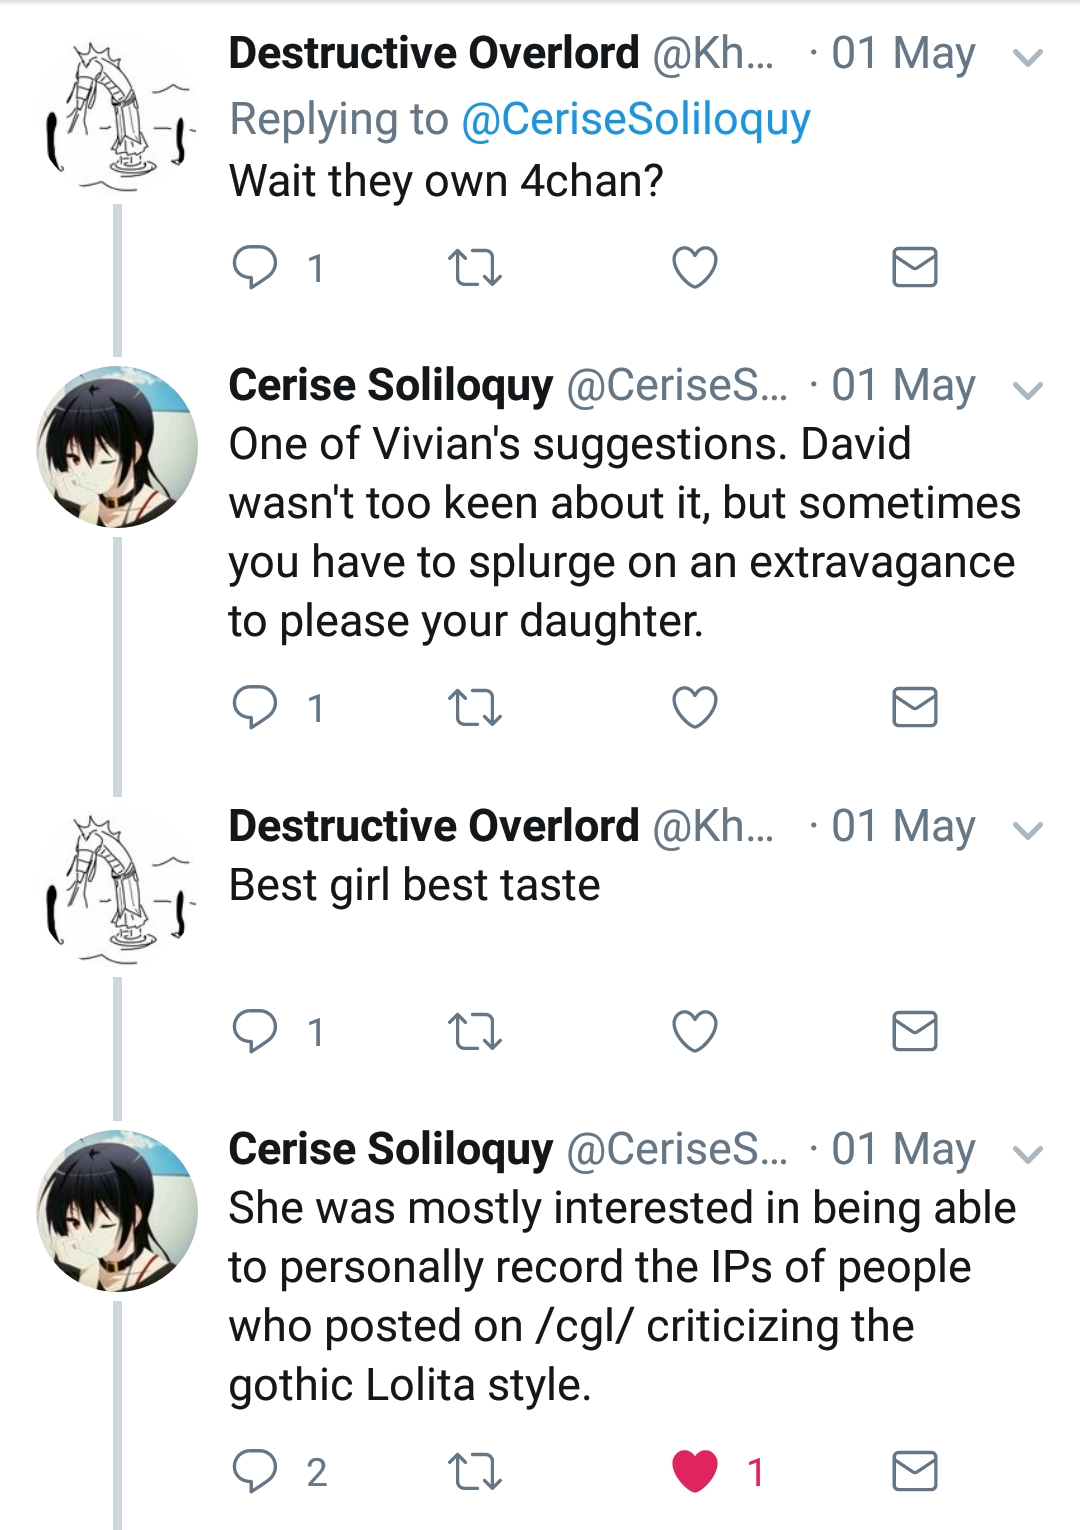 Destructive Overlord @Kh... · 01 May
Replying to @CeriseSoliloquy
Wait they own 4chan?
1
Cerise Soliloquy @CeriseS... · 01 May
One of Vivian's suggestions. David
wasn't too keen about it, but sometimes
you have to splurge on an extravagance
to please your daughter.
1
Destructive Overlord @Kh... · 01 May
Best girl best taste
1
Cerise Soliloquy @CeriseS... · 01 May
She was mostly interested in being able
to personally record the IPs of people
who posted on /cgl/ criticizing the
gothic Lolita style.
2 1